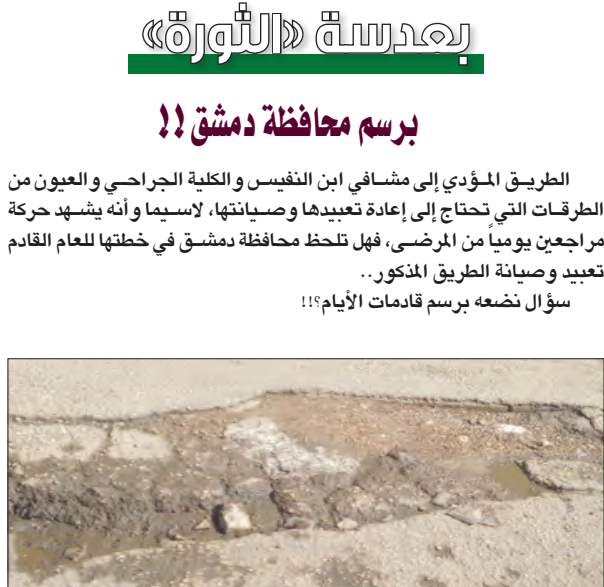 بعدسة «الثورة»
برسم محافظة دمشق !!
الطريق المؤدي إلى مشافي ابن النفيس والكلية الجراحي والعيون من
الطرقات التي تحتاج إلى إعادة تعبيدها وصيانتها، لاسيما وأنه يشهد حركة
مراجعين يومياً من المرضى، فهل تلحظ محافظة دمشق في خطتها للعام القادم
تعبيد وصيانة الطريق المذكور..
سؤال نضعه برسم قادمات الأيام؟!!